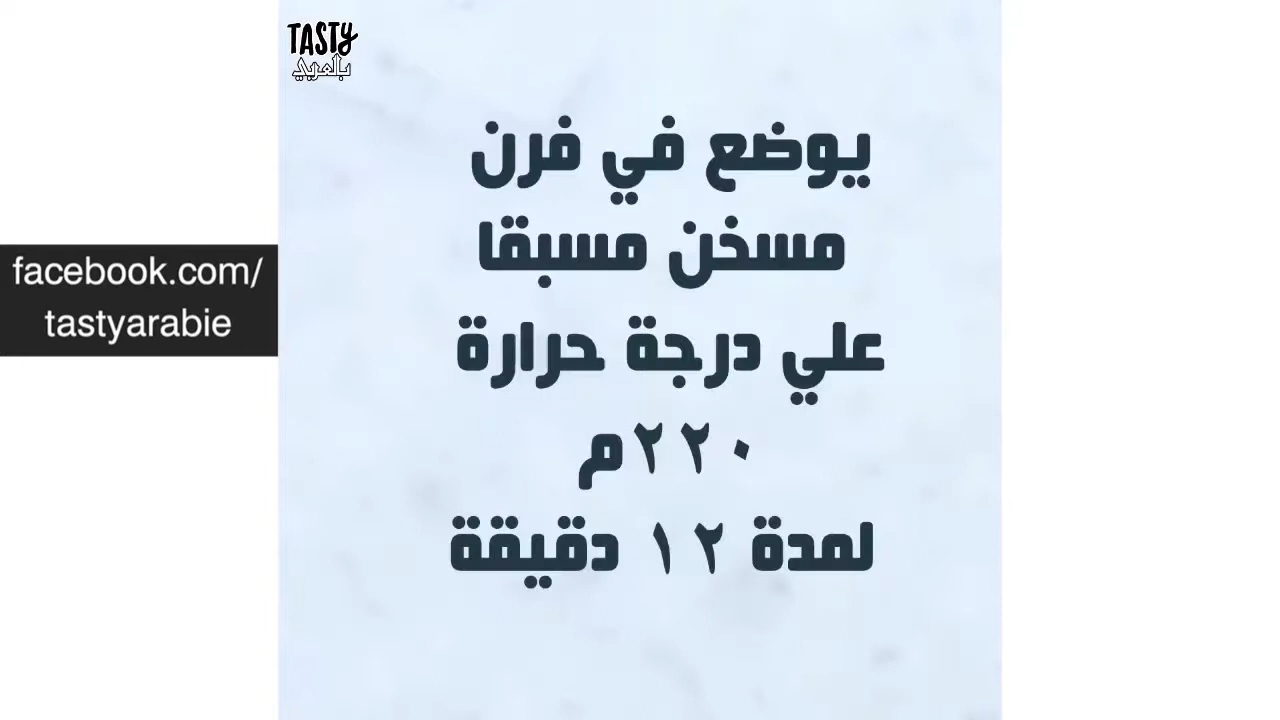 TASTY
بالعربي
facebook.com/
tastyarabie
يوضع في فرن
مسخن مسبقا
علي درجة حرارة
٢٢٠م
لمدة ١٢ دقيقة